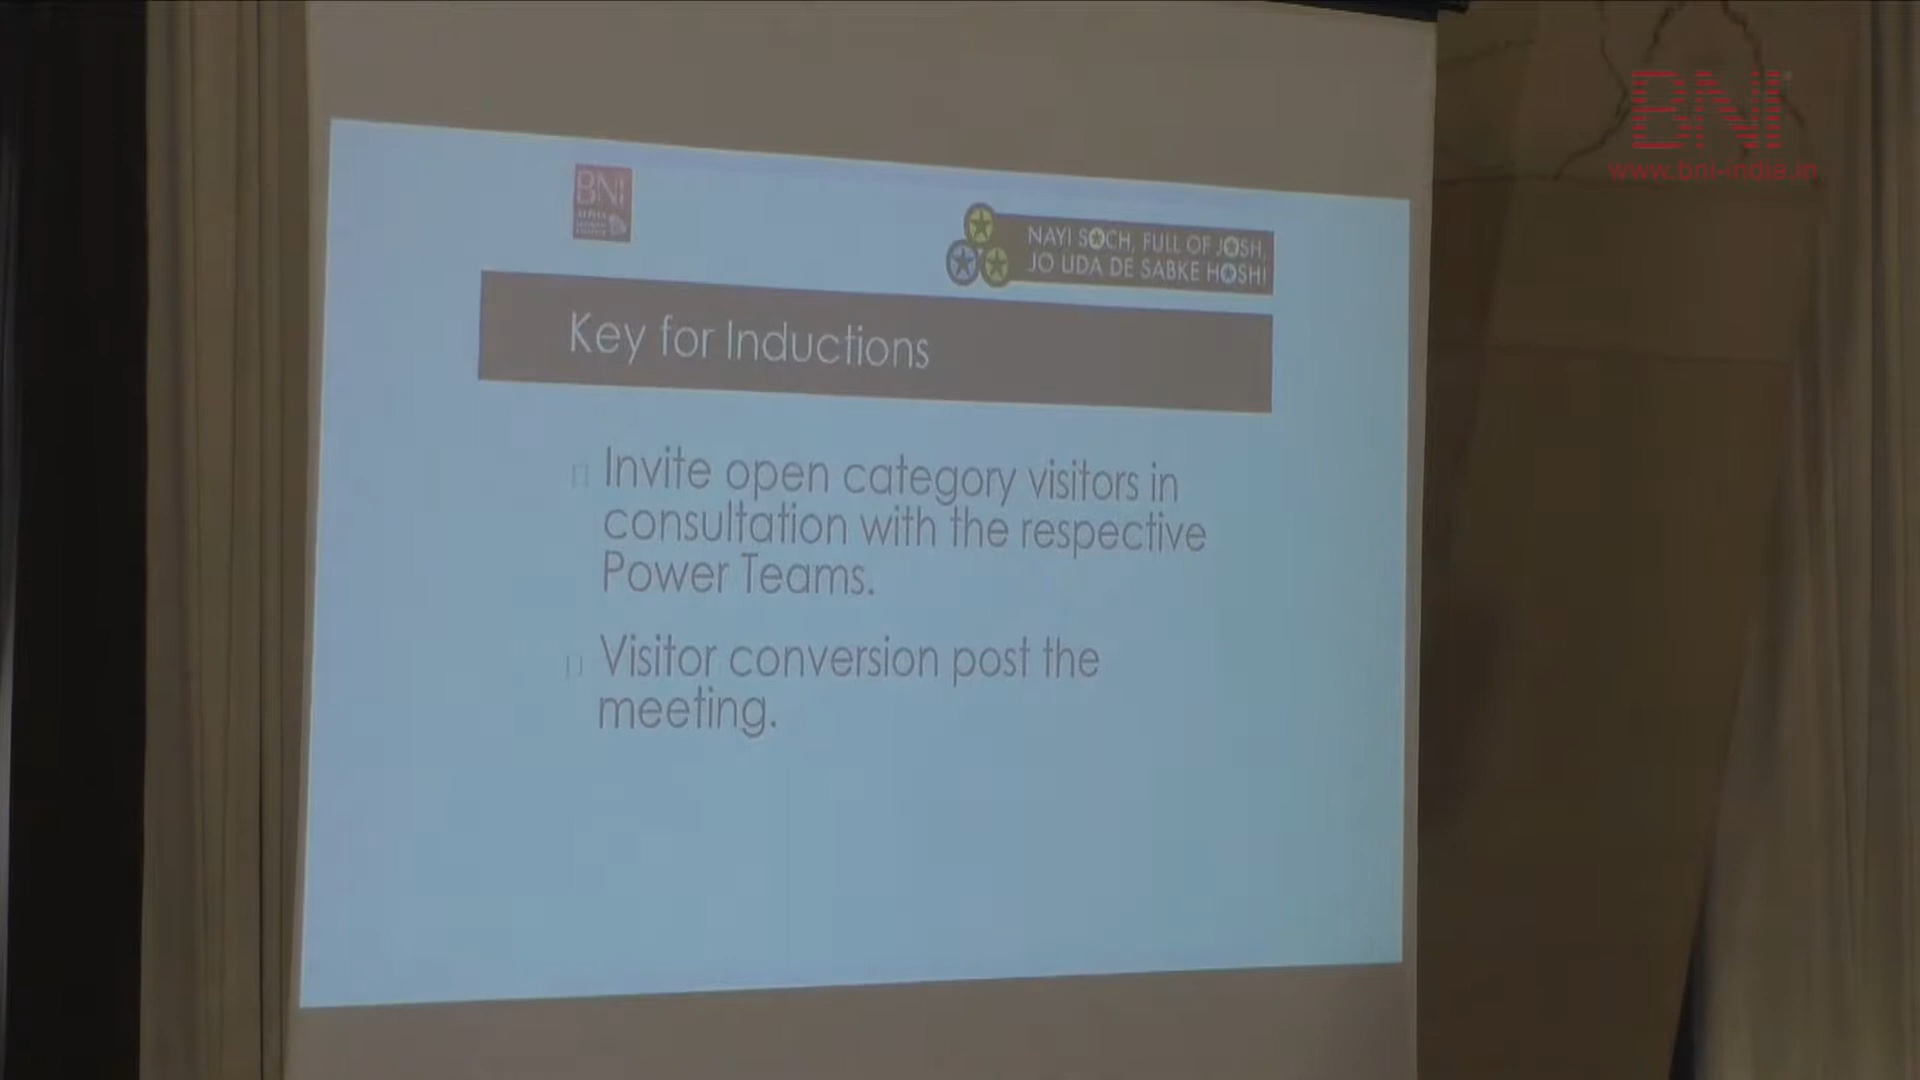 BNI
www.bni-india.in
BNI
NAYI SOCH, FULL OF JOSH,
JO UDA DE SABKE HOSH!
Key for Inductions
Invite open category visitors in
consultation with the respective
Power Teams.
Visitor conversion post the
meeting.